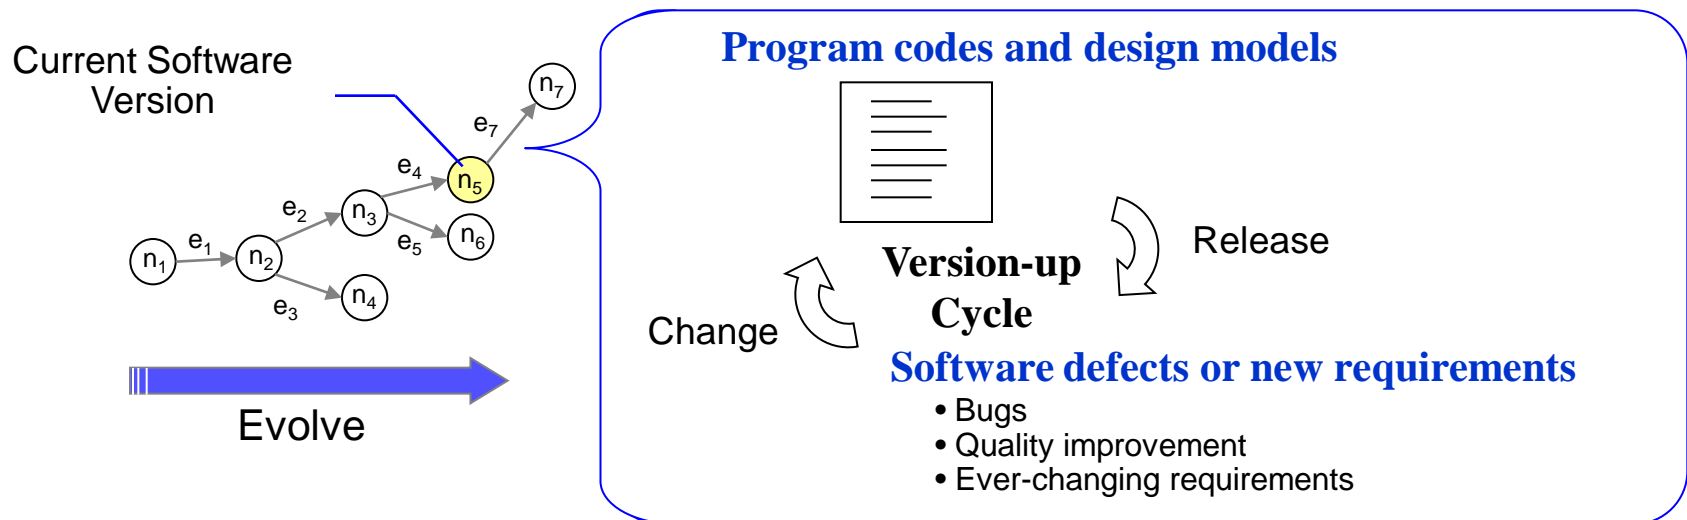 Current Software
Version
n1
e1
n2
e2
e3
n3
n4
e4
e5
n5
n6
e7
n7
Evolve
Program codes and design models
Release
Version-up
Cycle
Change
Software defects or new requirements
• Bugs
• Quality improvement
• Ever-changing requirements